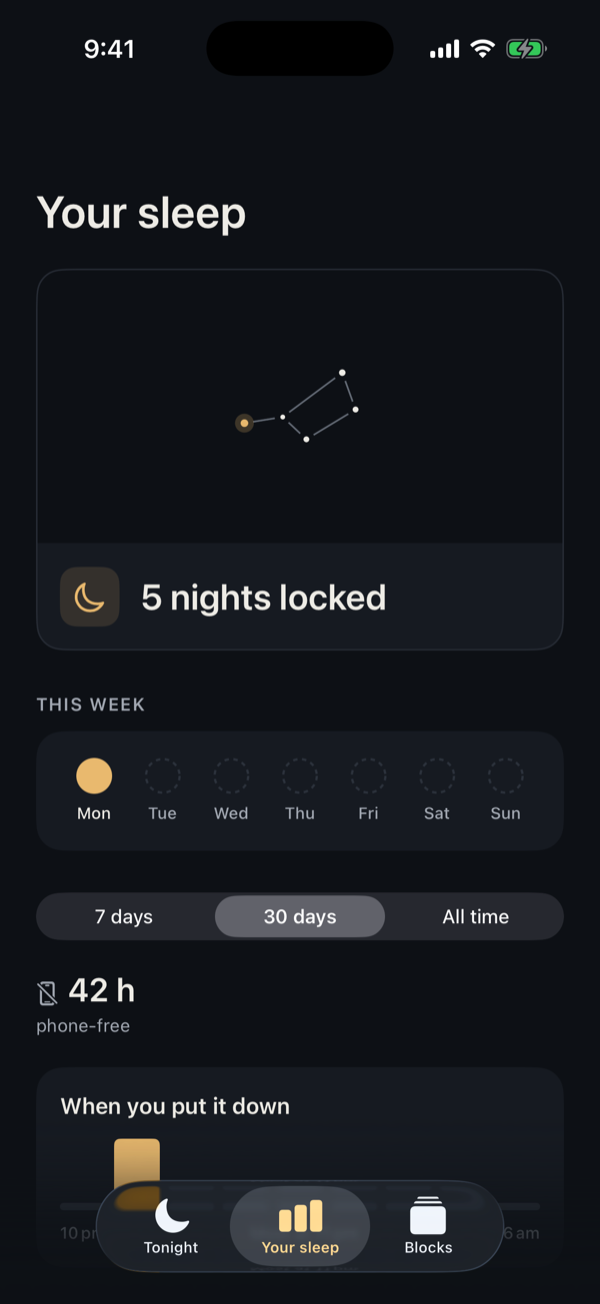 9:41
Your sleep
5 nights locked
THIS WEEK
Mon Tue Wed Thu Fri Sat Sun
7 days 30 days All time
42 h
phone-free
When you put it down
10 6 am
Tonight Your sleep Blocks